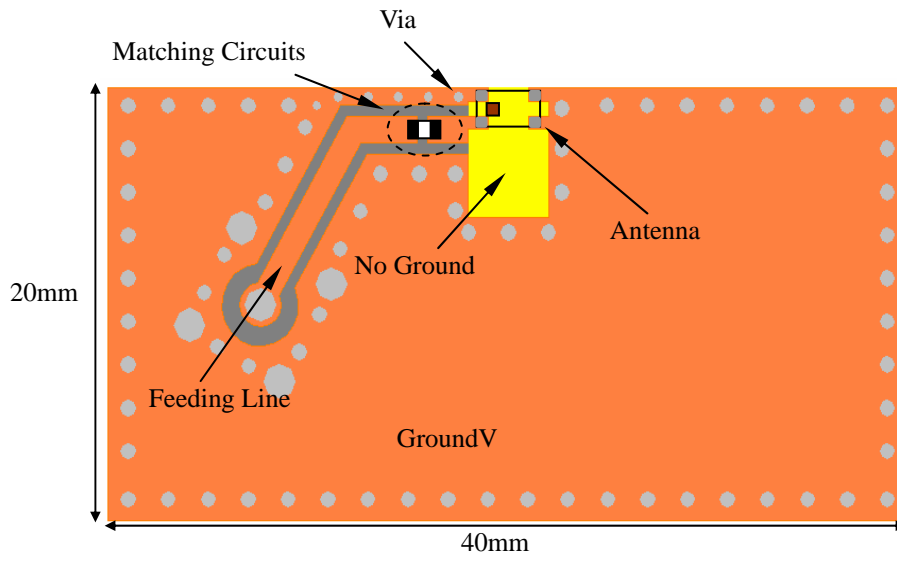 Via
Matching Circuits
Antenna
No Ground
20mm
Feeding Line
GroundV
40mm